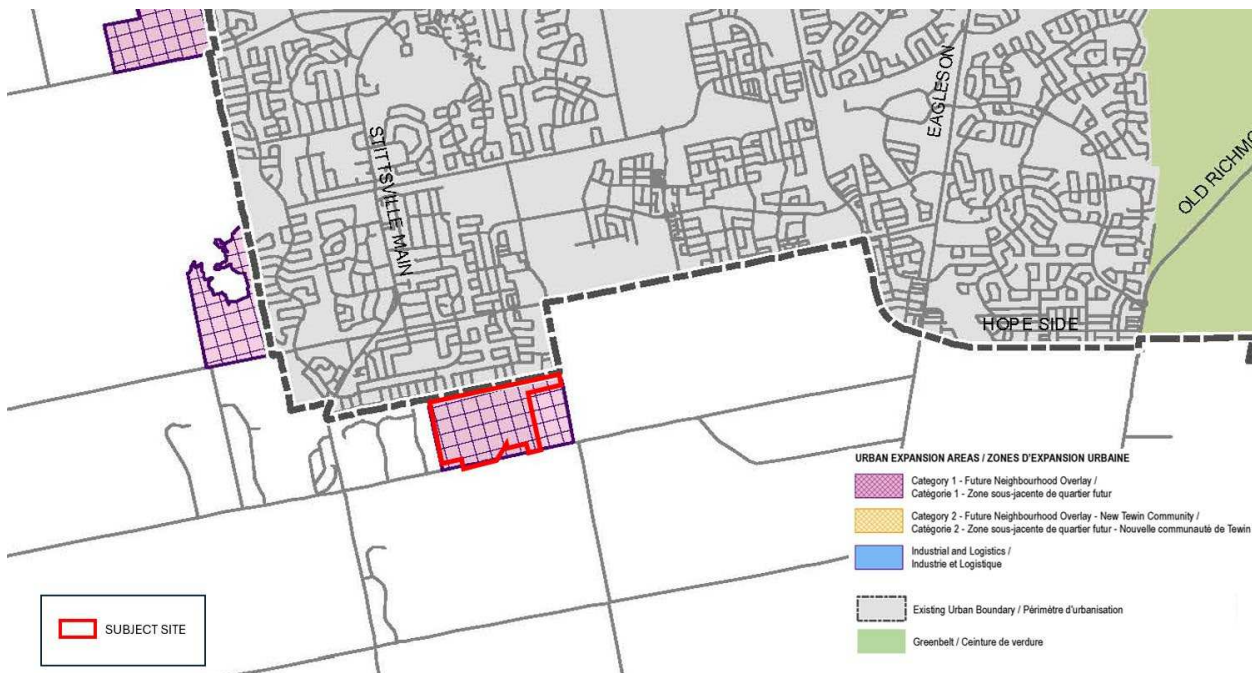 STITTSVILLE MAIN
EAGLESON
OLD RICHMO
HOPE SIDE
URBAN EXPANSION AREAS / ZONES D'EXPANSION URBAINE
Category 1 - Future Neighbourhood Overlay /
Catégorie 1 - Zone sous-jacente de quartier futur
Category 2 - Future Neighbourhood Overlay - New Tewin Community /
Catégorie 2 - Zone sous-jacente de quartier futur - Nouvelle communauté de Tewin
Industrial and Logistics /
Industrie et Logistique
Existing Urban Boundary / Périmètre d'urbanisation
Greenbelt / Ceinture de verdure
SUBJECT SITE